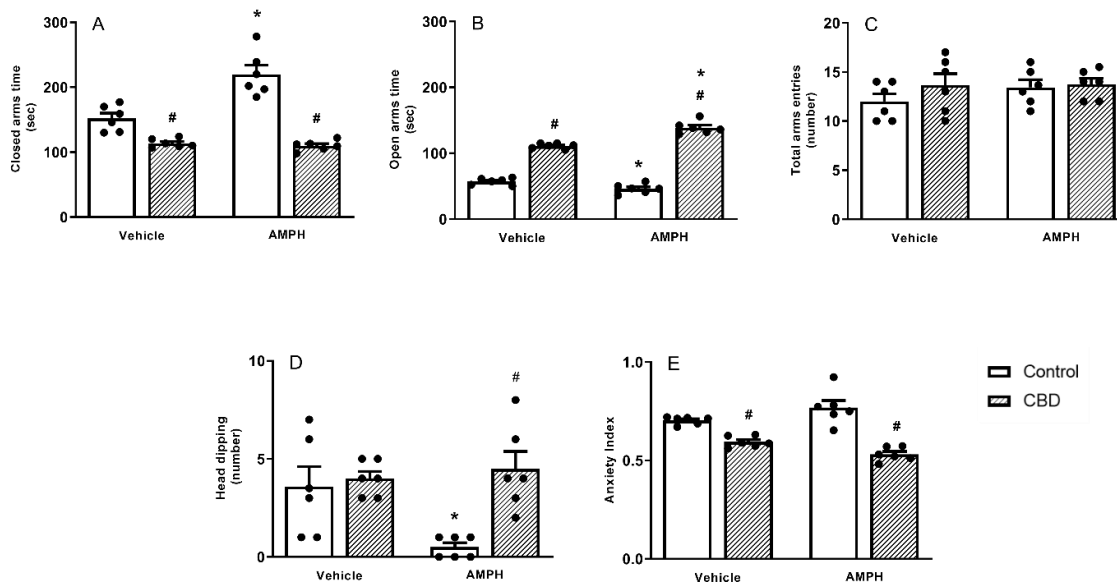 A
Closed arms time
(sec)
300
200
100
0
*
#
#
Vehicle
AMPH
B
Open arms time
(sec)
300
200
100
0
#
*
*
#
Vehicle
AMPH
C
Total arms entries
(number)
20
15
10
5
0
Vehicle
AMPH
D
Head dipping
(number)
10
5
0
*
#
Vehicle
AMPH
E
Anxiety Index
1.0
0.5
0.0
#
#
Vehicle
AMPH
Control
CBD